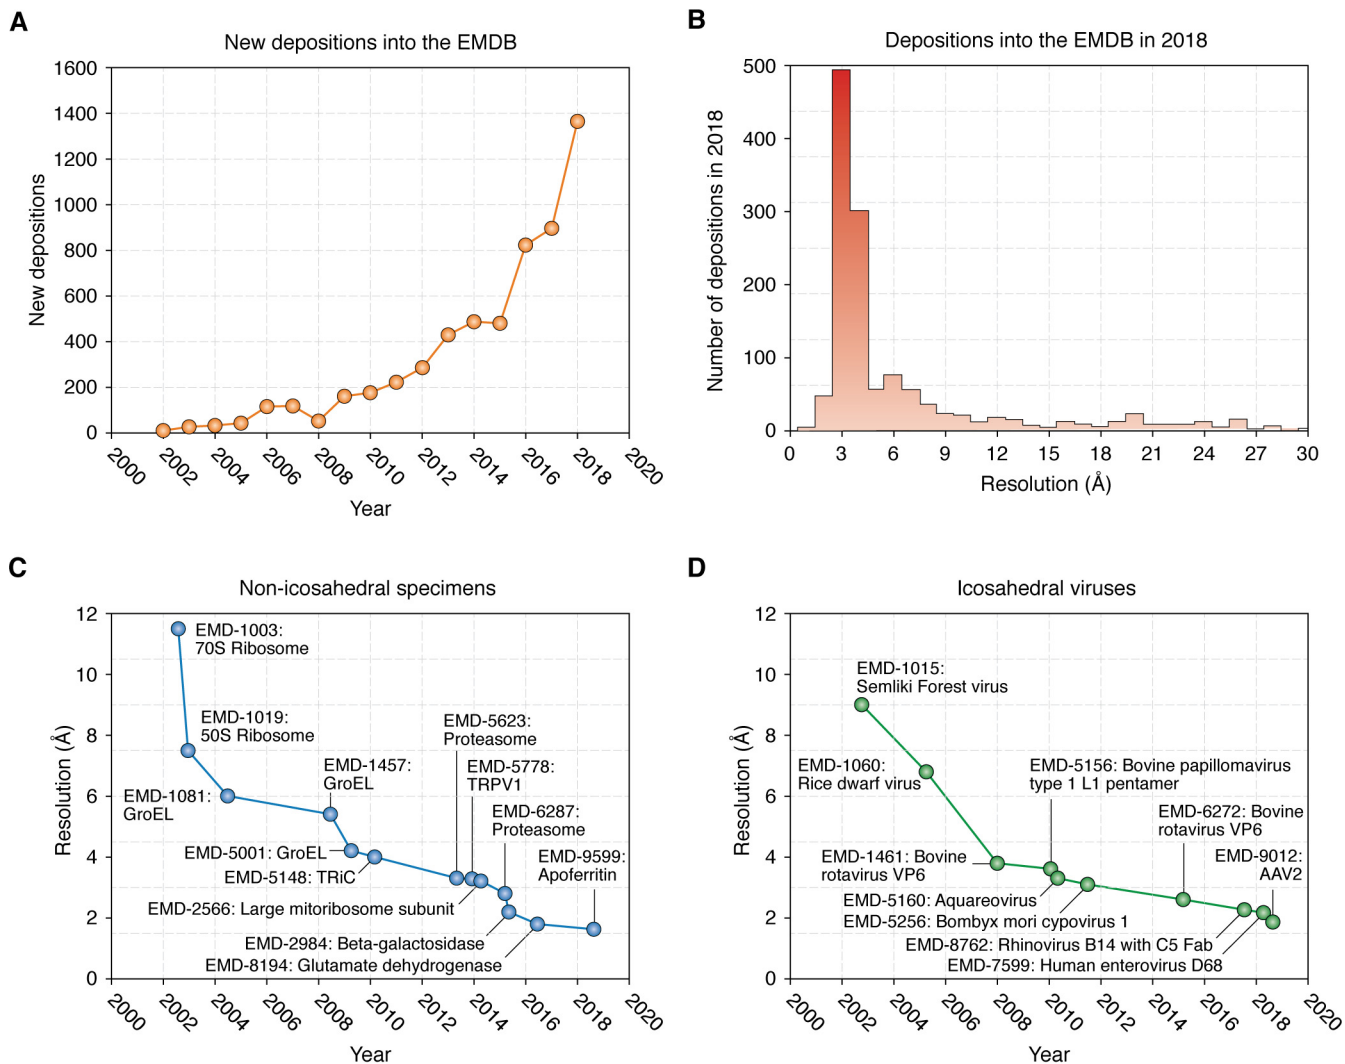 A
New depositions into the EMDB
New depositions
1600
1400
1200
1000
800
600
400
200
0
2000
2002
2004
2006
2008
2010
2012
2014
2016
2018
2020
Year
B
Depositions into the EMDB in 2018
Number of depositions in 2018
500
400
300
200
100
0
0
3
6
9
12
15
18
21
24
27
30
Resolution (Å)
C
Non-icosahedral specimens
Resolution (Å)
12
10
8
6
4
2
0
EMD-1003:
70S Ribosome
EMD-1019:
50S Ribosome
EMD-1081:
GroEL
EMD-1457:
GroEL
EMD-5001: GroEL
EMD-5148: TRiC
EMD-5623:
Proteasome
EMD-5778:
TRPV1
EMD-2566: Large mitoribosome subunit
EMD-6287:
Proteasome
EMD-2984: Beta-galactosidase
EMD-8194: Glutamate dehydrogenase
EMD-9599:
Apoferritin
2000
2002
2004
2006
2008
2010
2012
2014
2016
2018
2020
Year
D
Icosahedral viruses
Resolution (Å)
12
10
8
6
4
2
0
EMD-1015:
Semliki Forest virus
EMD-1060:
Rice dwarf virus
EMD-1461: Bovine
rotavirus VP6
EMD-5156: Bovine papillomavirus
type 1 L1 pentamer
EMD-5160: Aquareovirus
EMD-5256: Bombyx mori cypovirus 1
EMD-6272: Bovine
rotavirus VP6
EMD-8762: Rhinovirus B14 with C5 Fab
EMD-7599: Human enterovirus D68
EMD-9012:
AAV2
2000
2002
2004
2006
2008
2010
2012
2014
2016
2018
2020
Year